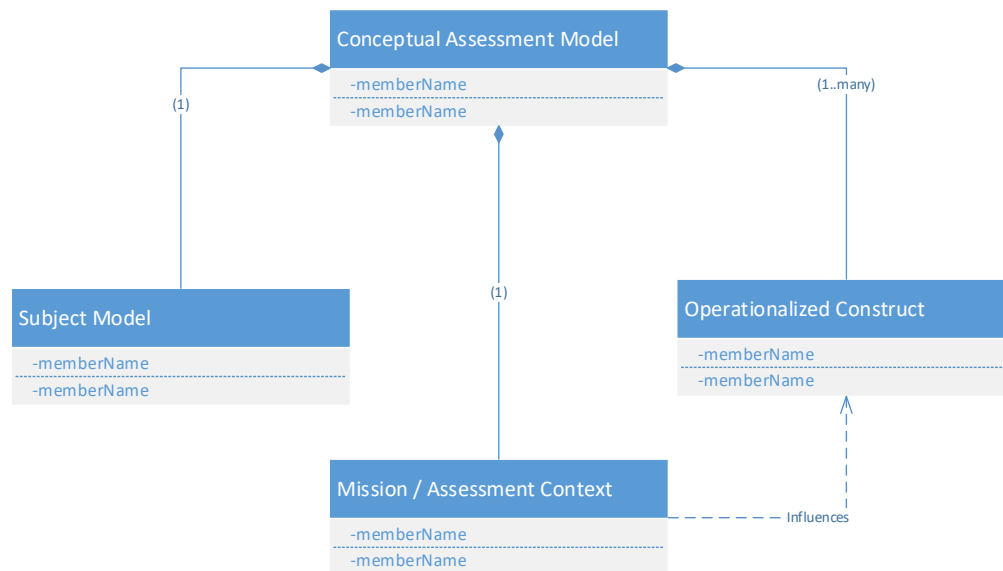 Conceptual Assessment Model
-memberName
-memberName
(1)
(1..many)
(1)
Subject Model
-memberName
-memberName
Operationalized Construct
-memberName
-memberName
Mission / Assessment Context
-memberName
-memberName
Influences